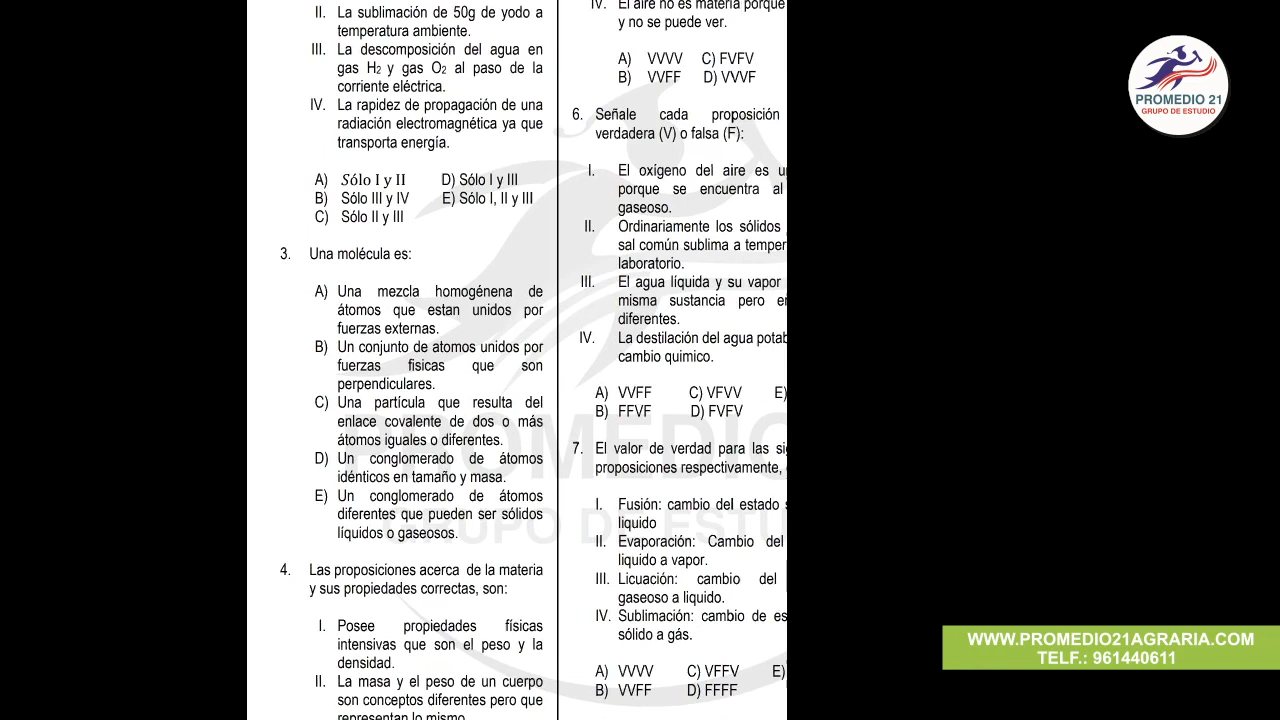 II. La sublimación de 50g de yodo a
temperatura ambiente.
III. La descomposición del agua en
gas H2 y gas O2 al paso de la
corriente eléctrica.
IV. La rapidez de propagación de una
radiación electromagnética ya que
transporta energía.
A) Sólo I y II D) Sólo I y III
B) Sólo III y IV E) Sólo I, II y III
C) Sólo II y III
3. Una molécula es:
A) Una mezcla homogénena de
átomos que estan unidos por
fuerzas externas.
B) Un conjunto de atomos unidos por
fuerzas fisicas que son
perpendiculares.
C) Una partícula que resulta del
enlace covalente de dos o más
átomos iguales o diferentes.
D) Un conglomerado de átomos
idénticos en tamaño y masa.
E) Un conglomerado de átomos
diferentes que pueden ser sólidos
líquidos o gaseosos.
4. Las proposiciones acerca de la materia
y sus propiedades correctas, son:
I. Posee propiedades físicas
intensivas que son el peso y la
densidad.
II. La masa y el peso de un cuerpo
son conceptos diferentes pero que
representan lo mismo
IV. El aire no es materia porque
y no se puede ver.
A) VVVV C) FVFV
B) VVFF D) VVVF
6. Señale cada proposición
verdadera (V) o falsa (F):
I. El oxígeno del aire es
porque se encuentra al
gaseoso.
II. Ordinariamente los sólidos
sal común sublima a
laboratorio.
III. El agua líquida y su vapor
misma sustancia pero
diferentes.
IV. La destilación del agua
cambio quimico.
A) VVFF C) VFVV E)
B) FFVF D) FVFV
7. El valor de verdad para las
proposiciones respectivamente,
I. Fusión: cambio del estado
liquido
II. Evaporación: Cambio del
liquido a vapor.
III. Licuación: cambio del
gaseoso a liquido.
IV. Sublimación: cambio de
sólido a gás.
A) VVVV C) VFFV E)
B) VVFF D) FFFF
PROMEDIO
GRUPO DE
PROMEDIO 21
GRUPO DE ESTUDIO
WWW.PROMEDIO21AGRARIA.COM
TELF.: 961440611